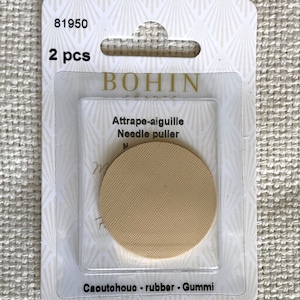 81950
2 pcs
BOHIN
Attrape-aiguille
Needle puller
Caoutchouc - rubber - Gummi